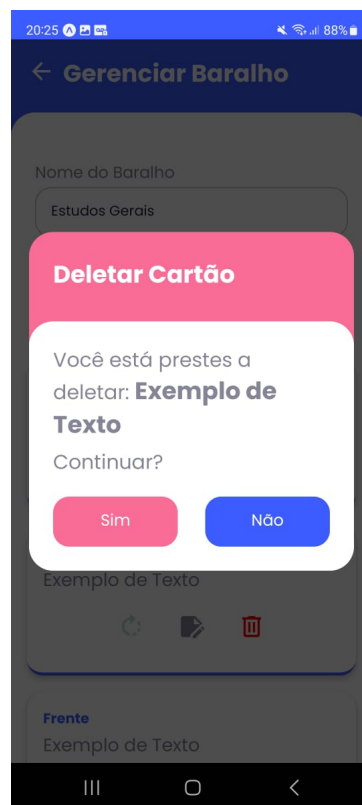 20:25 88%
Gerenciar Baralho
Nome do Baralho
Estudos Gerais
Deletar Cartão
Você está prestes a
deletar: Exemplo de
Texto
Continuar?
Sim Não
Exemplo de Texto
Frente
Exemplo de Texto